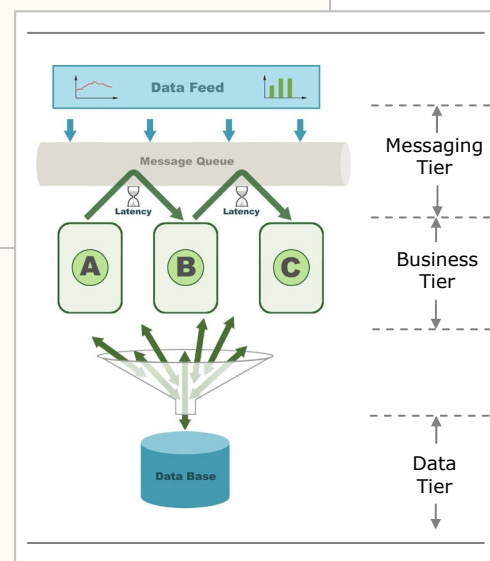 Data Feed
Message Queue
Latency
Latency
A
B
C
Data Base
Messaging
Tier
Business
Tier
Data
Tier